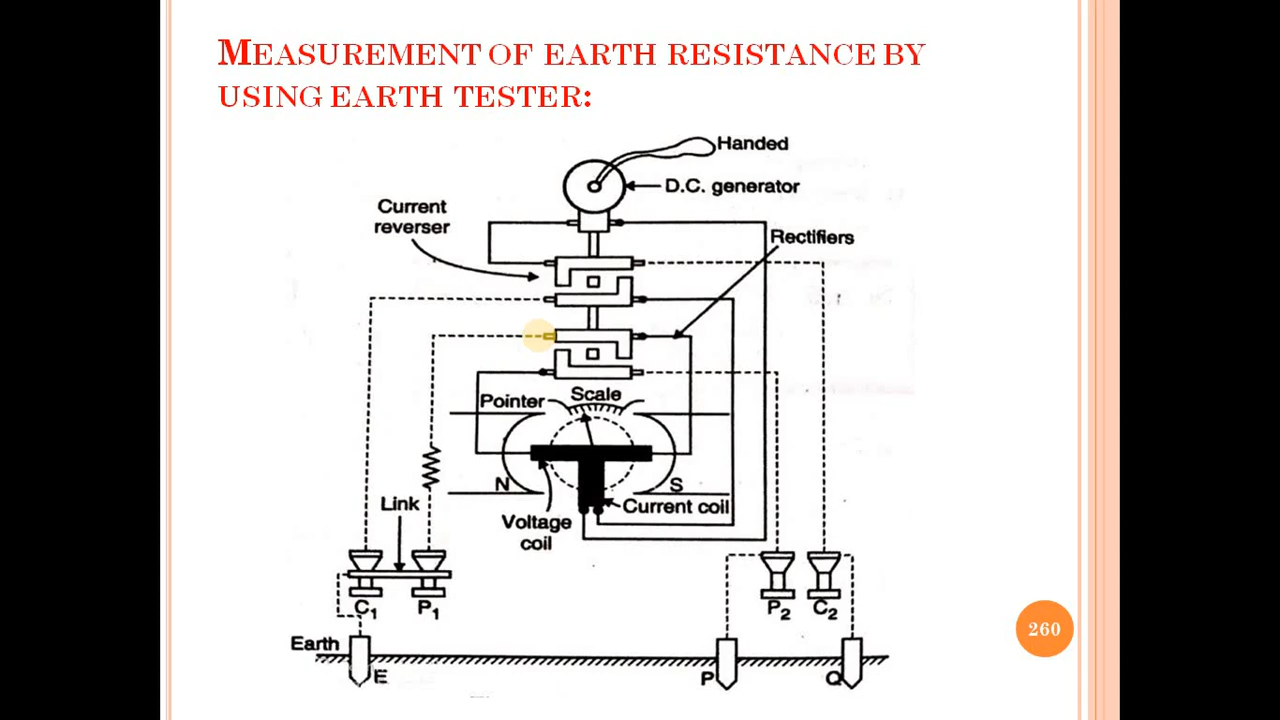 MEASUREMENT OF EARTH RESISTANCE BY
USING EARTH TESTER:
Handed
D.C. generator
Current
reverser
Rectifiers
Pointer
Scale
N
S
Link
Voltage
coil
Current coil
C1
P1
P2
C2
Earth
E
P
Q
260